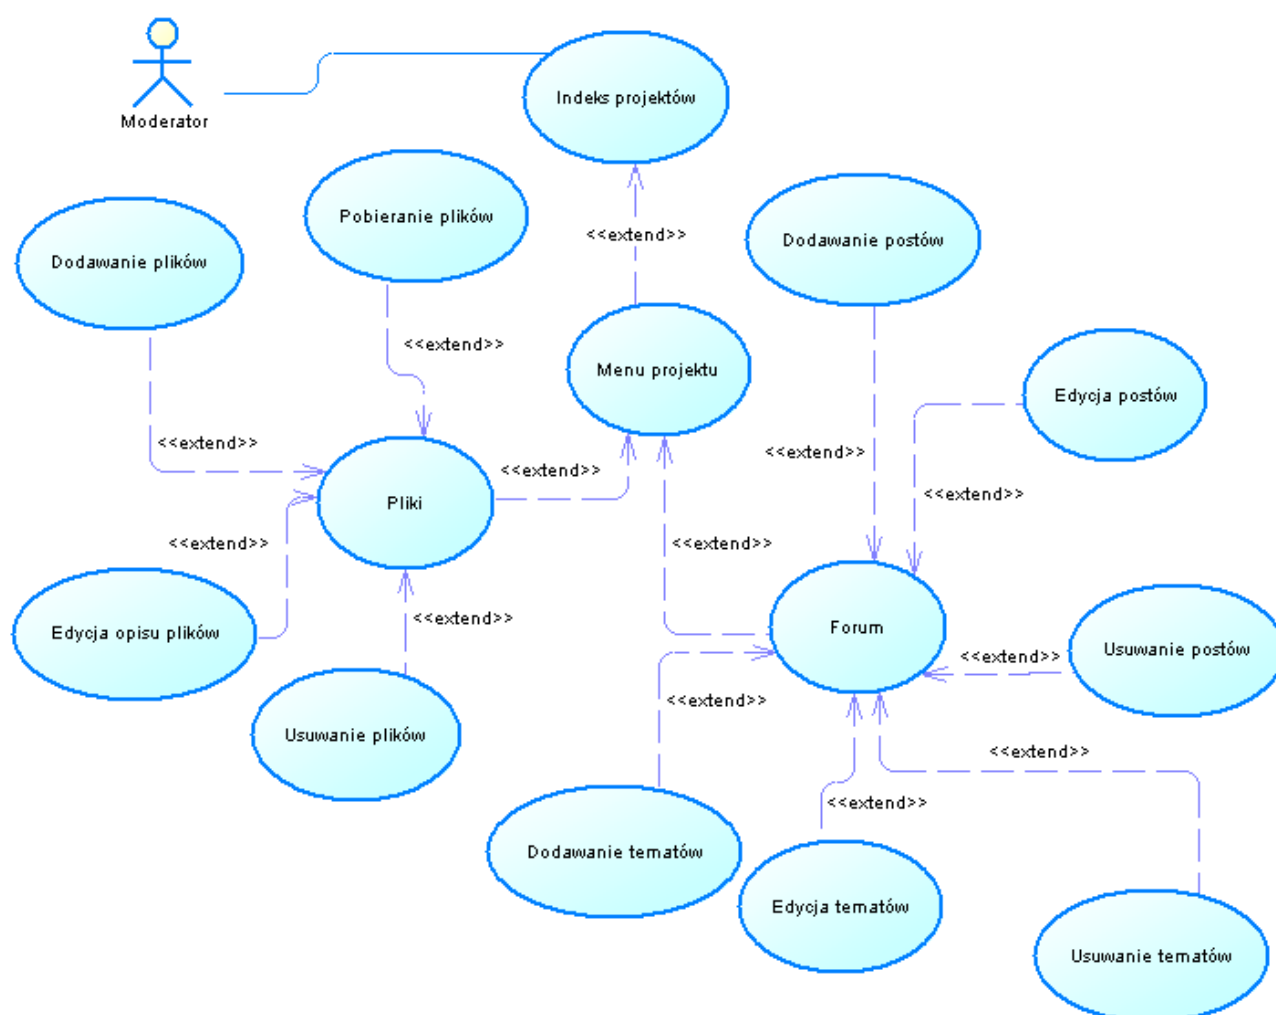 Moderator
Indeks projektów
Pobieranie plików
Dodawanie plików
<<extend>>
Dodawanie postów
<<extend>>
Menu projektu
Edycja postów
<<extend>>
<<extend>>
<<extend>>
<<extend>>
Pliki
<<extend>>
<<extend>>
<<extend>>
<<extend>>
Edycja opisu plików
Forum
Usuwanie postów
<<extend>>
<<extend>>
Usuwanie plików
<<extend>>
<<extend>>
Dodawanie tematów
Edycja tematów
Usuwanie tematów